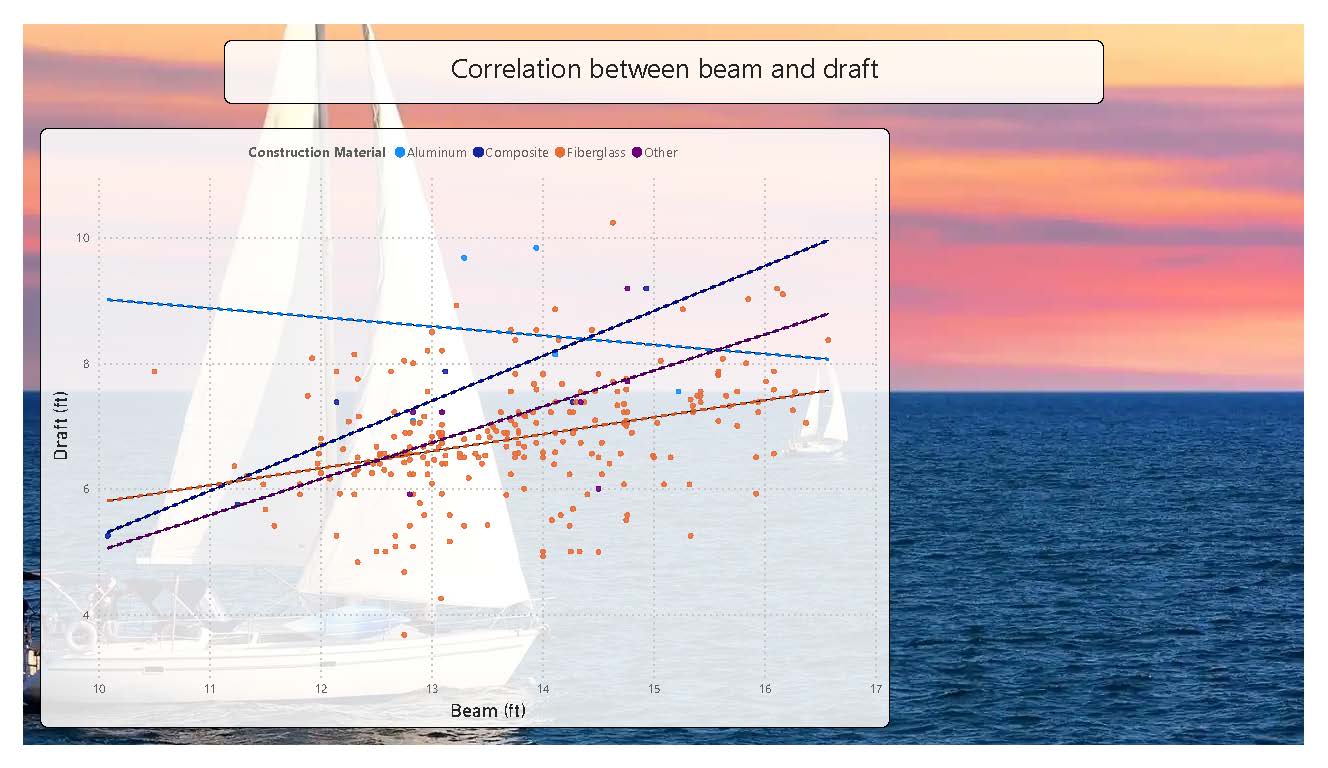 Correlation between beam and draft
Construction Material Aluminum Composite Fiberglass Other
10
8
6
4
Draft (ft)
10 11 12 13 14 15 16 17
Beam (ft)